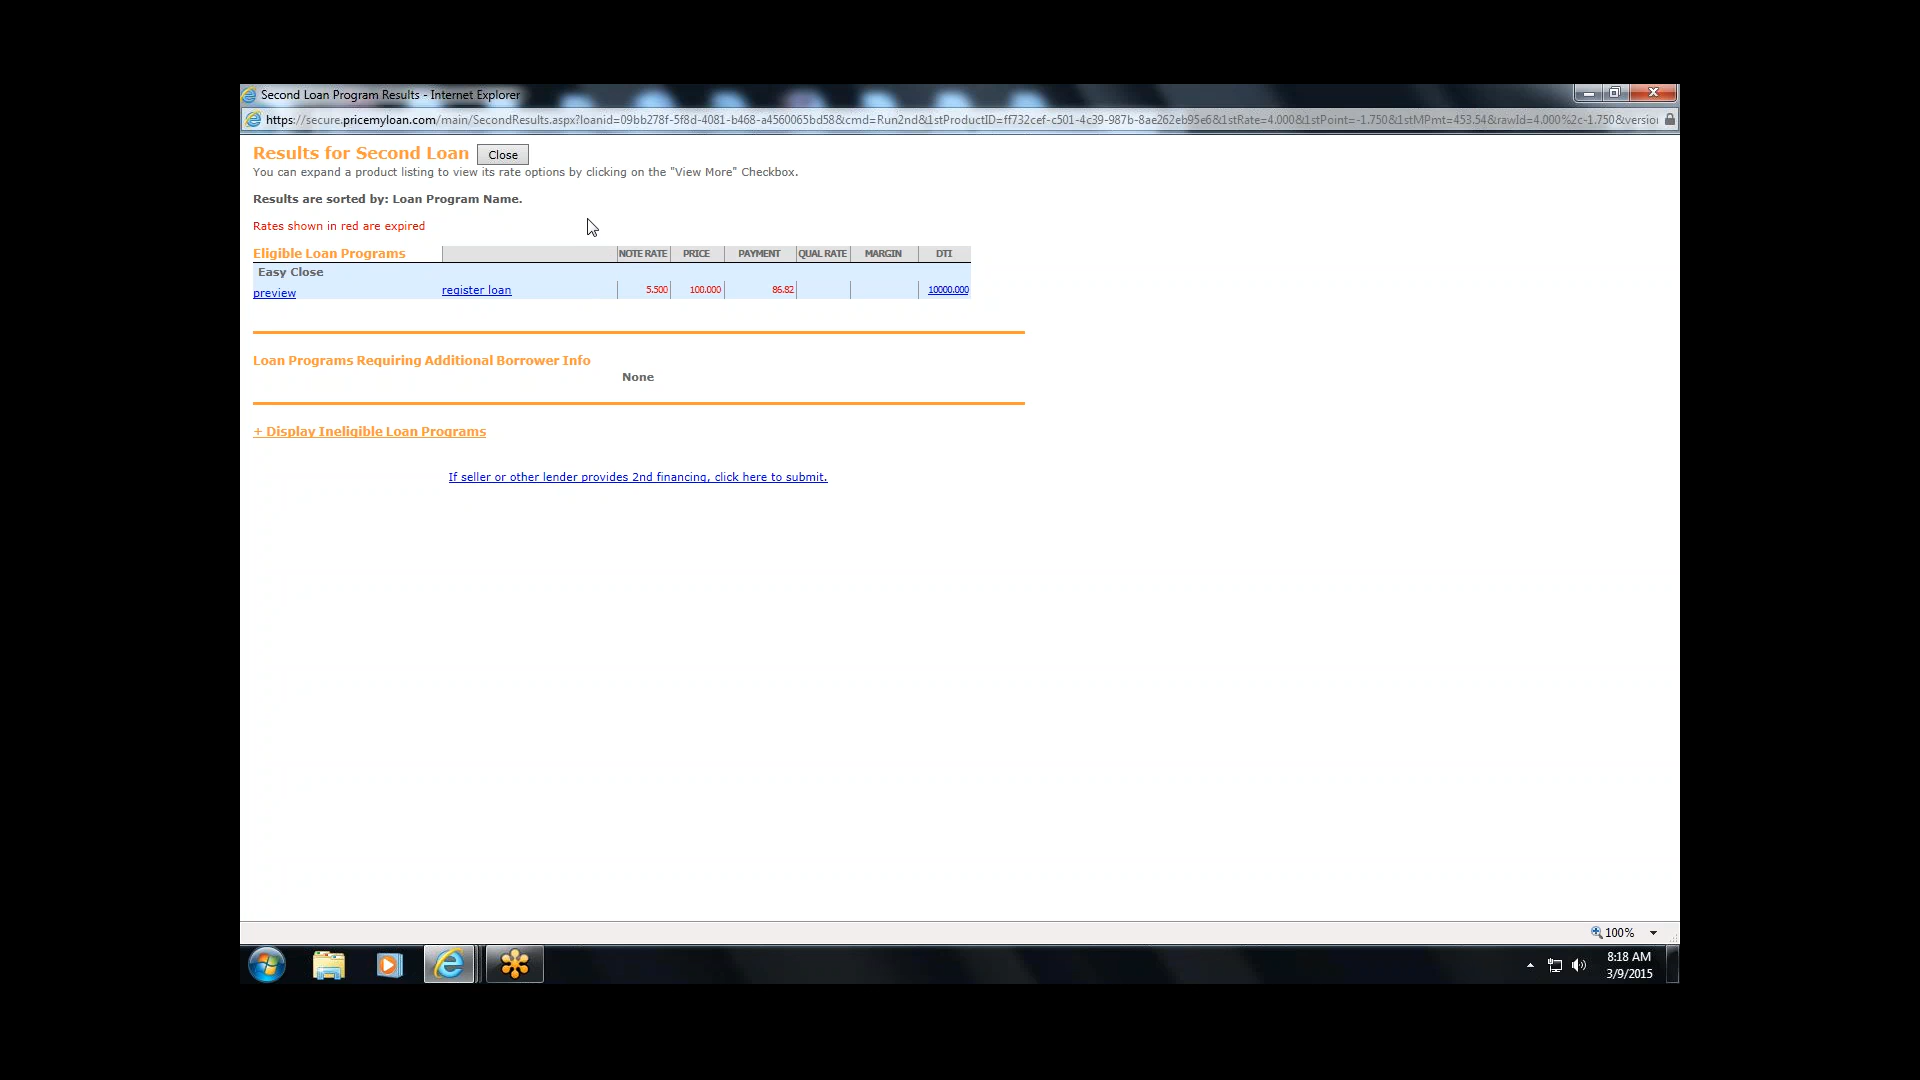 Second Loan Program Results - Internet Explorer
https://secure.pricemyloan.com/main/SecondResults.aspx?loanid=09bb278f-5f8d-4081-b468-a4560065bd58&cmd=Run2nd&1stProductID=ff732cef-c501-4c39-987b-8ae262eb95e6&1stRate=4.000&1stPoint=-1.750&1stMPmt=453.54&rawId=4.000%2c-1.750&version
Results for Second Loan Close
You can expand a product listing to view its rate options by clicking on the "View More" Checkbox.
Results are sorted by: Loan Program Name.
Rates shown in red are expired
Eligible Loan Programs NOTE RATE PRICE PAYMENT QUAL RATE MARGIN DTI
Easy Close
preview register loan 5.500 100.000 86.82 10000.000
Loan Programs Requiring Additional Borrower Info
None
+ Display Ineligible Loan Programs
If seller or other lender provides 2nd financing, click here to submit.
100%
8:18 AM
3/9/2015